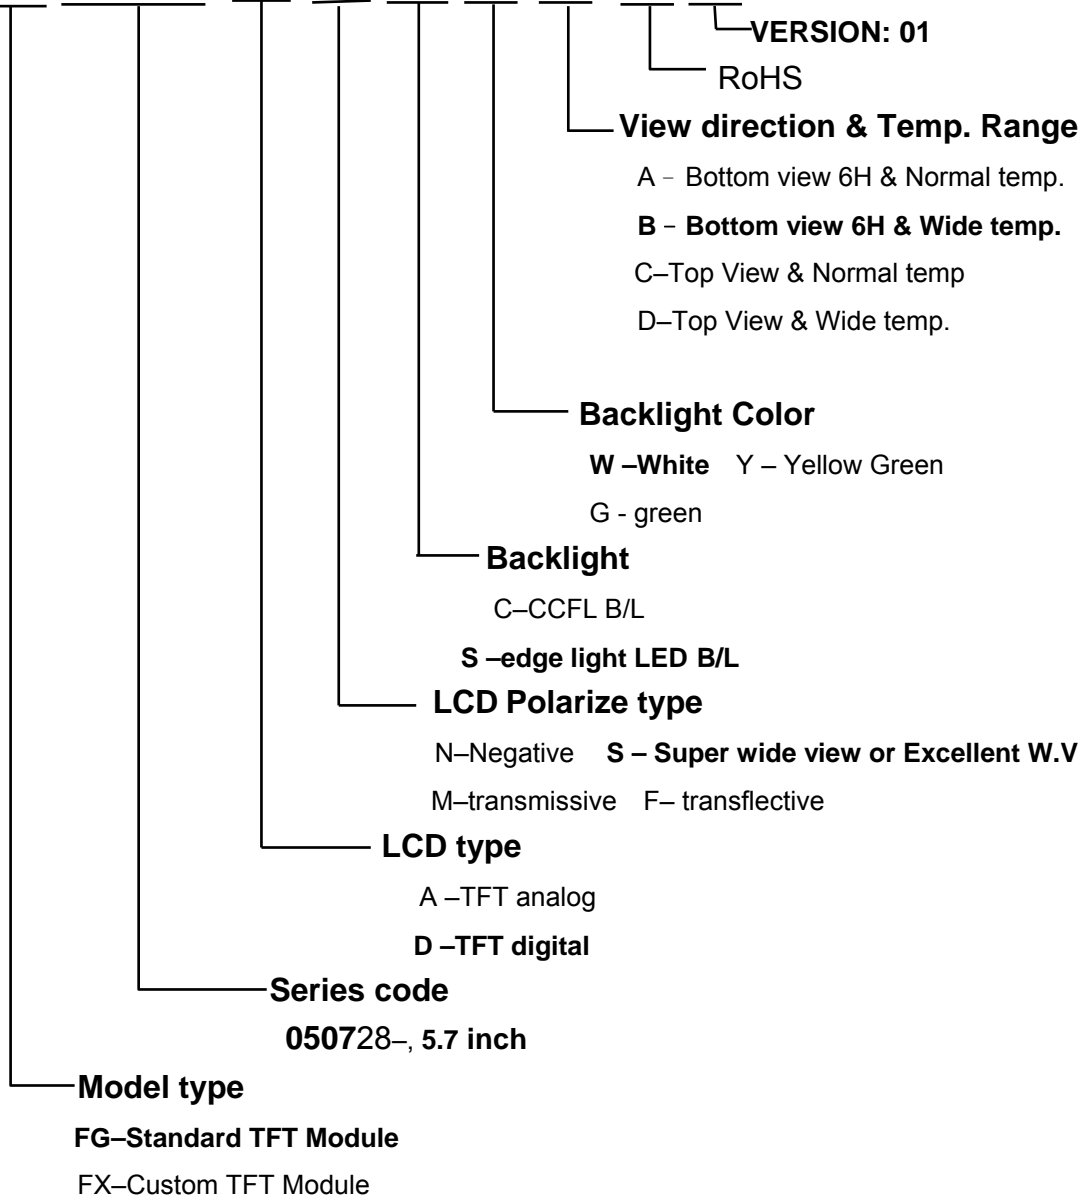 VERSION: 01
RoHS
View direction & Temp. Range
A – Bottom view 6H & Normal temp.
B – Bottom view 6H & Wide temp.
C–Top View & Normal temp
D–Top View & Wide temp.
Backlight Color
W –White Y – Yellow Green
G - green
Backlight
C–CCFL B/L
S –edge light LED B/L
LCD Polarize type
N–Negative S – Super wide view or Excellent W.V
M–transmissive F– transflective
LCD type
A –TFT analog
D –TFT digital
Series code
050728–, 5.7 inch
Model type
FG–Standard TFT Module
FX–Custom TFT Module